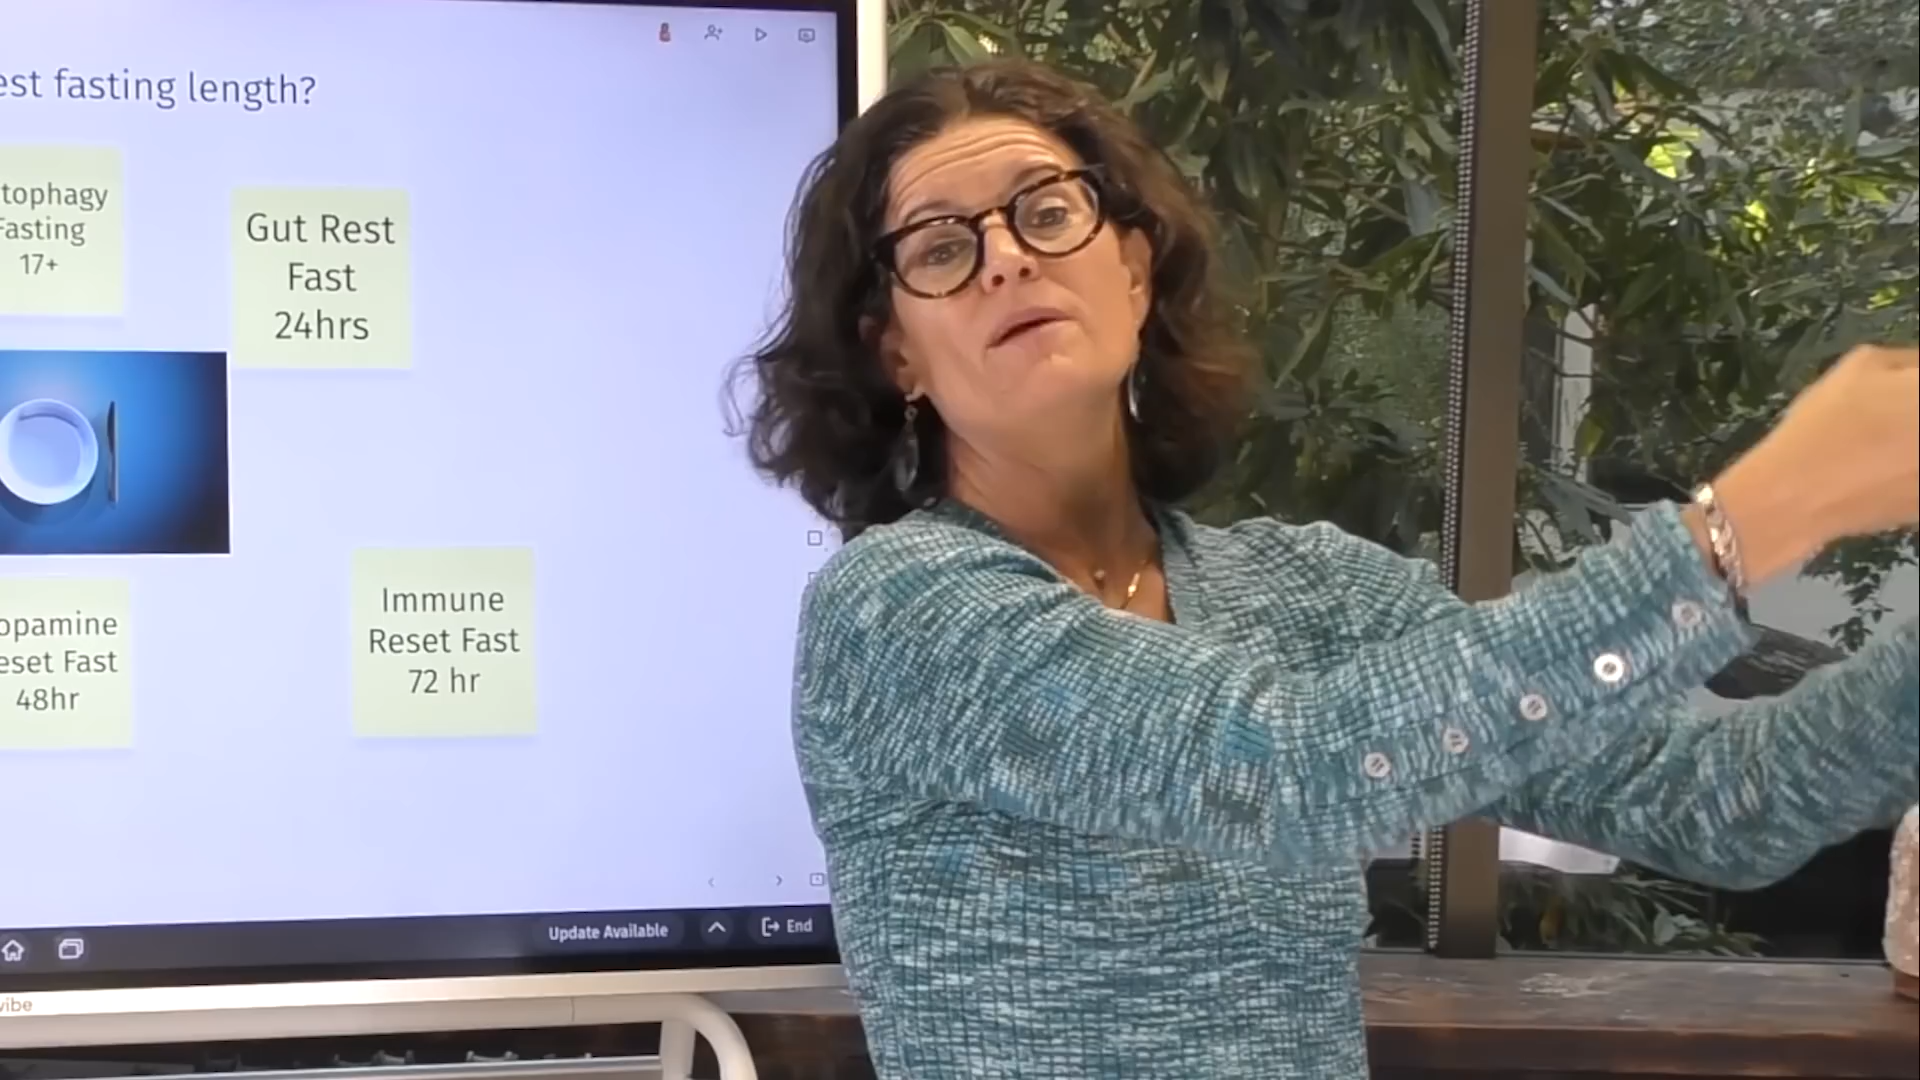 est fasting length?
tophagy
Fasting
17+
Gut Rest
Fast
24hrs
opamine
eset Fast
48hr
Immune
Reset Fast
72 hr
Update Available
End
vibe